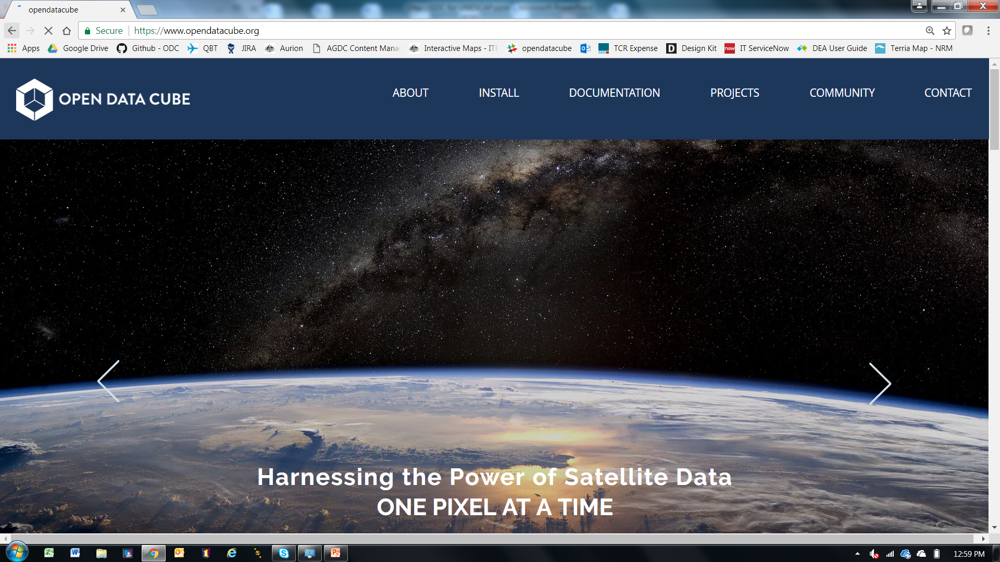 opendatacube
Secure https://www.opendatacube.org
Apps Google Drive Github - ODC QBT JIRA Aurion AGDC Content Mana Interactive Maps - ITE opendatacube TCR Expense Design Kit IT ServiceNow DEA User Guide Terria Map - NRM
OPEN DATA CUBE
ABOUT INSTALL DOCUMENTATION PROJECTS COMMUNITY CONTACT
Harnessing the Power of Satellite Data
ONE PIXEL AT A TIME
12:59 PM